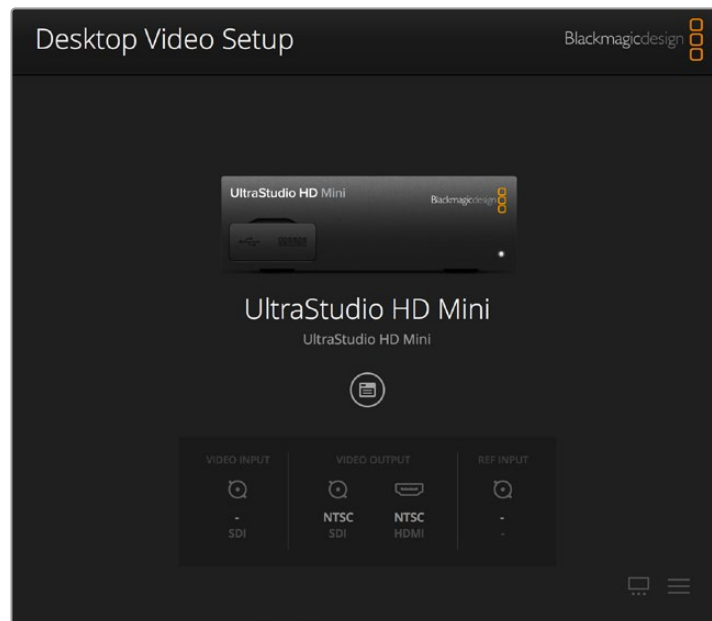 Desktop Video Setup
Blackmagicdesign
UltraStudio HD Mini
Blackmagicdesign
UltraStudio HD Mini
UltraStudio HD Mini
VIDEO INPUT VIDEO OUTPUT REF INPUT
- NTSC NTSC -
SDI SDI HDMI -